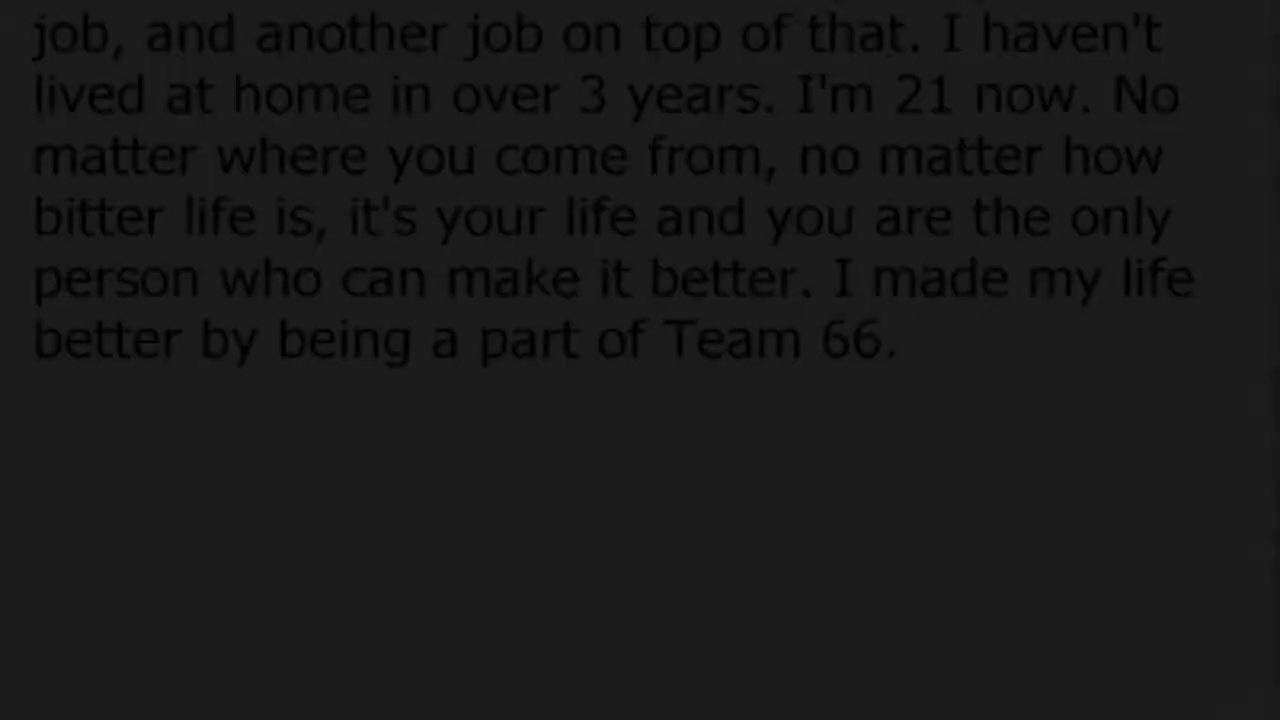 job, and another job on top of that. I haven't
lived at home in over 3 years. I'm 21 now. No
matter where you come from, no matter how
bitter life is, it's your life and you are the only
person who can make it better. I made my life
better by being a part of Team 66.